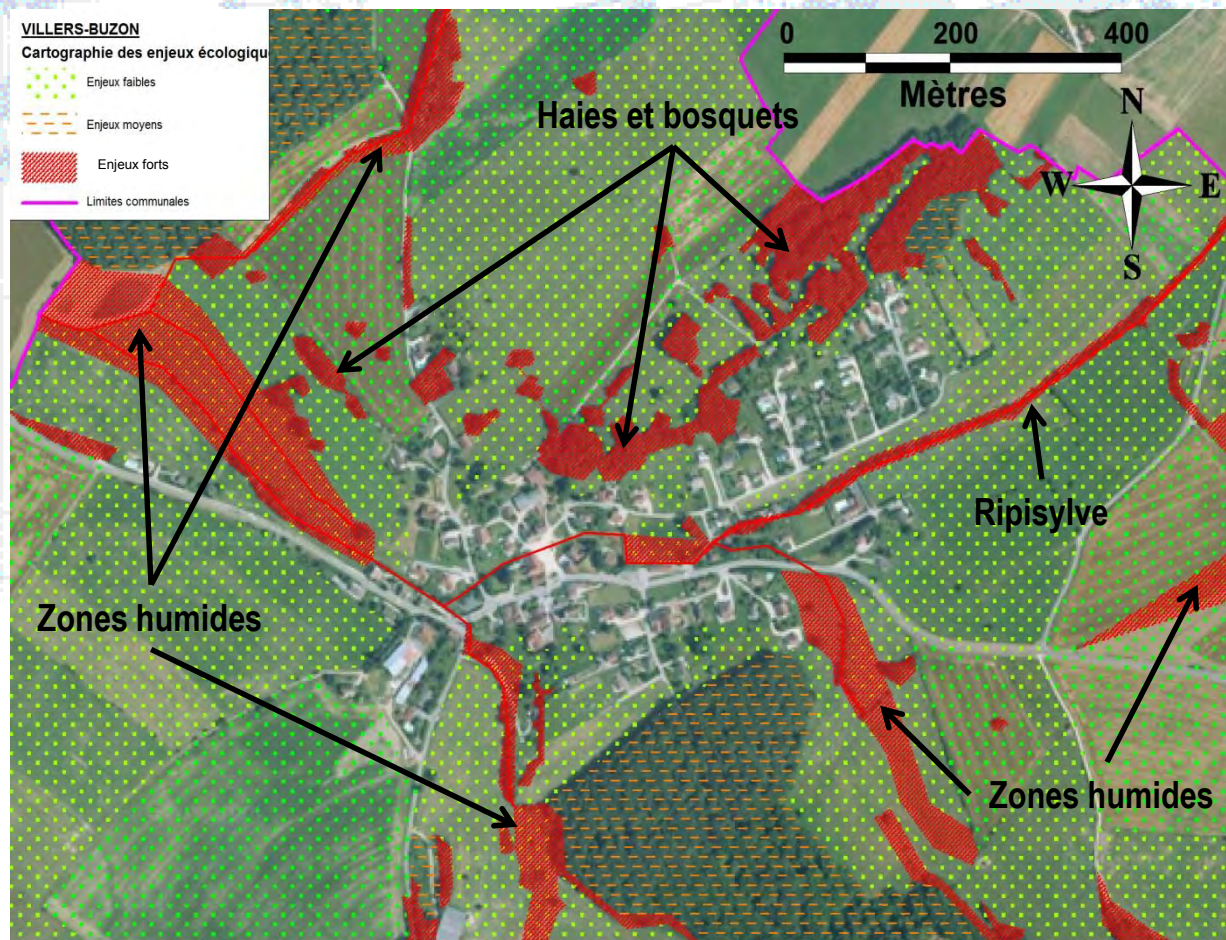 VILLERS-BUZON
Cartographie des enjeux écologiqu
Enjeux faibles
Enjeux moyens
Enjeux forts
Limites communales
0 200 400
Mètres
N
W E
S
Haies et bosquets
Ripisylve
Zones humides
Zones humides